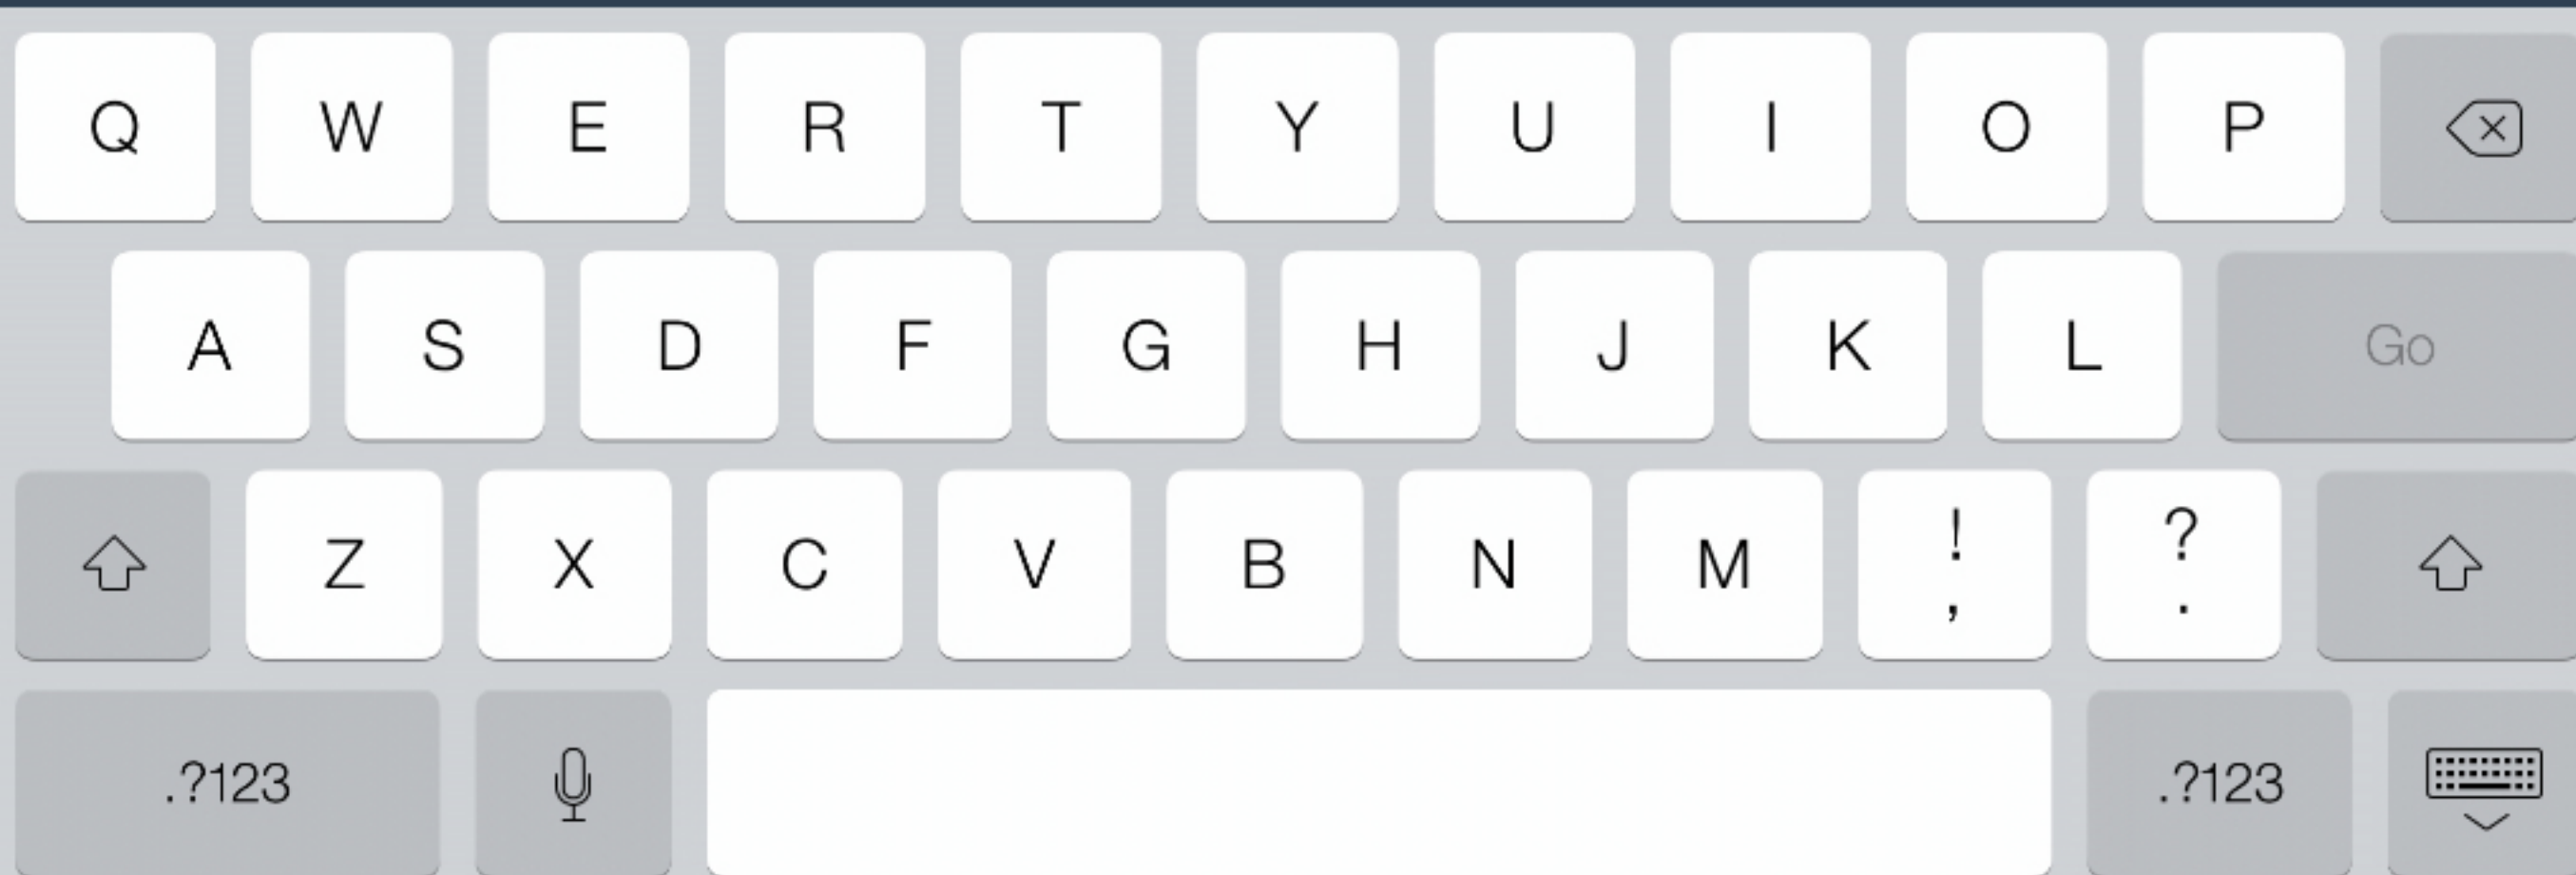 Q W E R T Y U I O P
A S D F G H J K L Go
Z X C V B N M ! , ? .
.?123 .?123